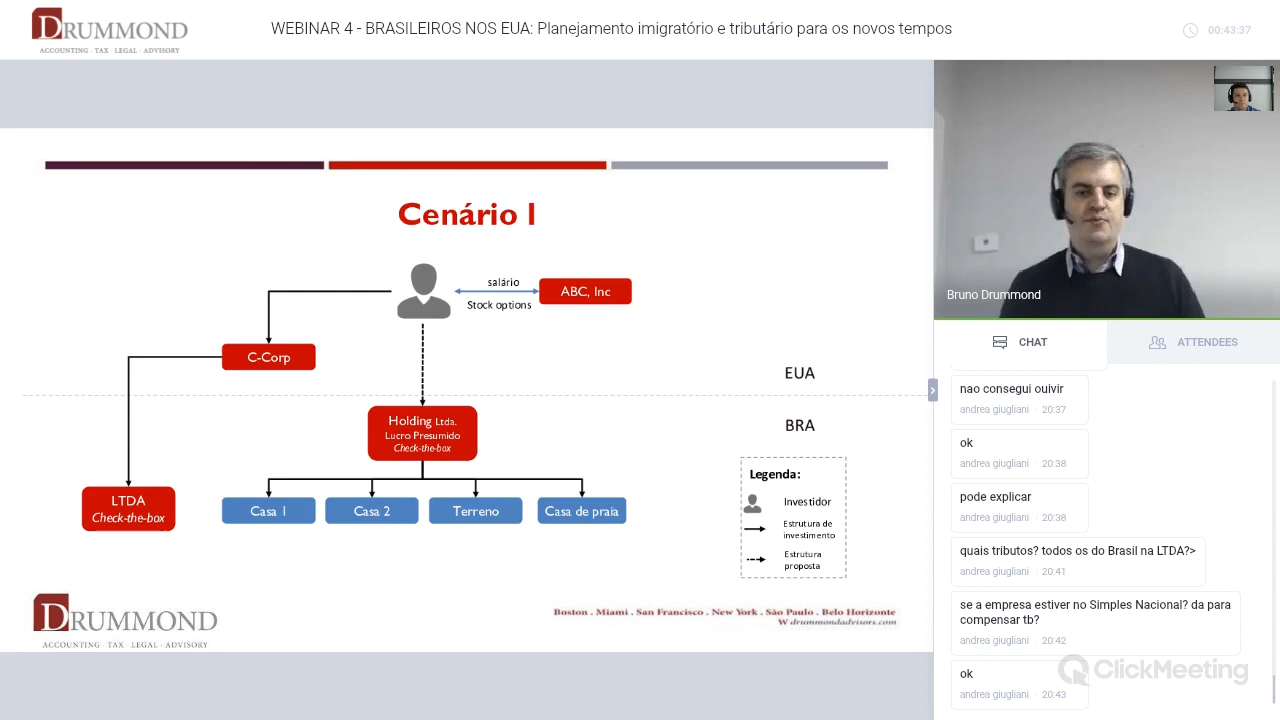 DRUMMOND
ACCOUNTING · TAX · LEGAL · ADVISORY
WEBINAR 4 - BRASILEIROS NOS EUA: Planejamento imigratório e tributário para os novos tempos
00:43:37
Cenário I
salário
Stock options
ABC, Inc
C-Corp
EUA
BRA
Holding Ltda.
Lucro Presumido
Check-the-box
LTDA
Check-the-box
Casa 1
Casa 2
Terreno
Casa de praia
Legenda:
Investidor
Estrutura de
investimento
Estrutura
proposta
DRUMMOND
ACCOUNTING · TAX · LEGAL · ADVISORY
Boston . Miami . San Francisco . New York . São Paulo . Belo Horizonte
W drummondadvisors.com
Bruno Drummond
CHAT
ATTENDEES
nao consegui ouivir
andrea giugliani · 20:37
ok
andrea giugliani · 20:38
pode explicar
andrea giugliani · 20:38
quais tributos? todos os do Brasil na LTDA?>
andrea giugliani · 20:41
se a empresa estiver no Simples Nacional? da para
compensar tb?
andrea giugliani · 20:42
ok
andrea giugliani · 20:43
ClickMeeting